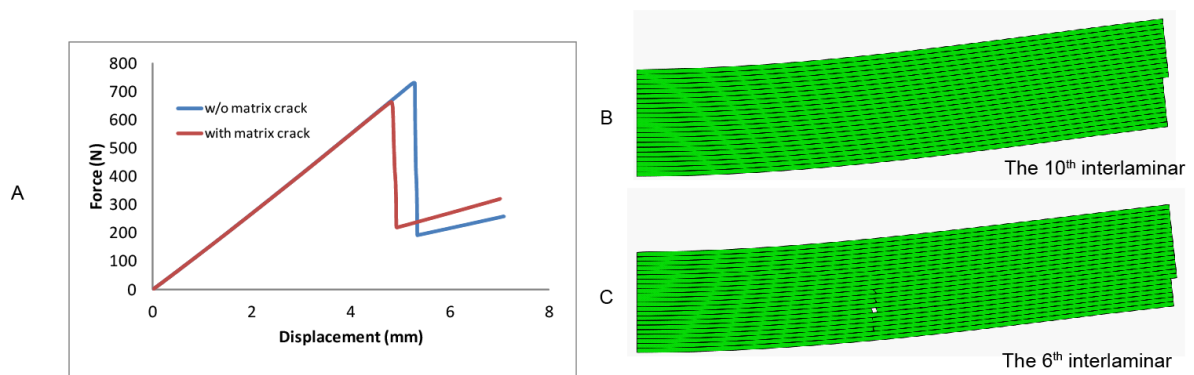 A
800
700
600
500
400
300
200
100
0
Force (N)
w/o matrix crack
with matrix crack
0 2 4 6 8
Displacement (mm)
B
The 10th interlaminar
C
The 6th interlaminar